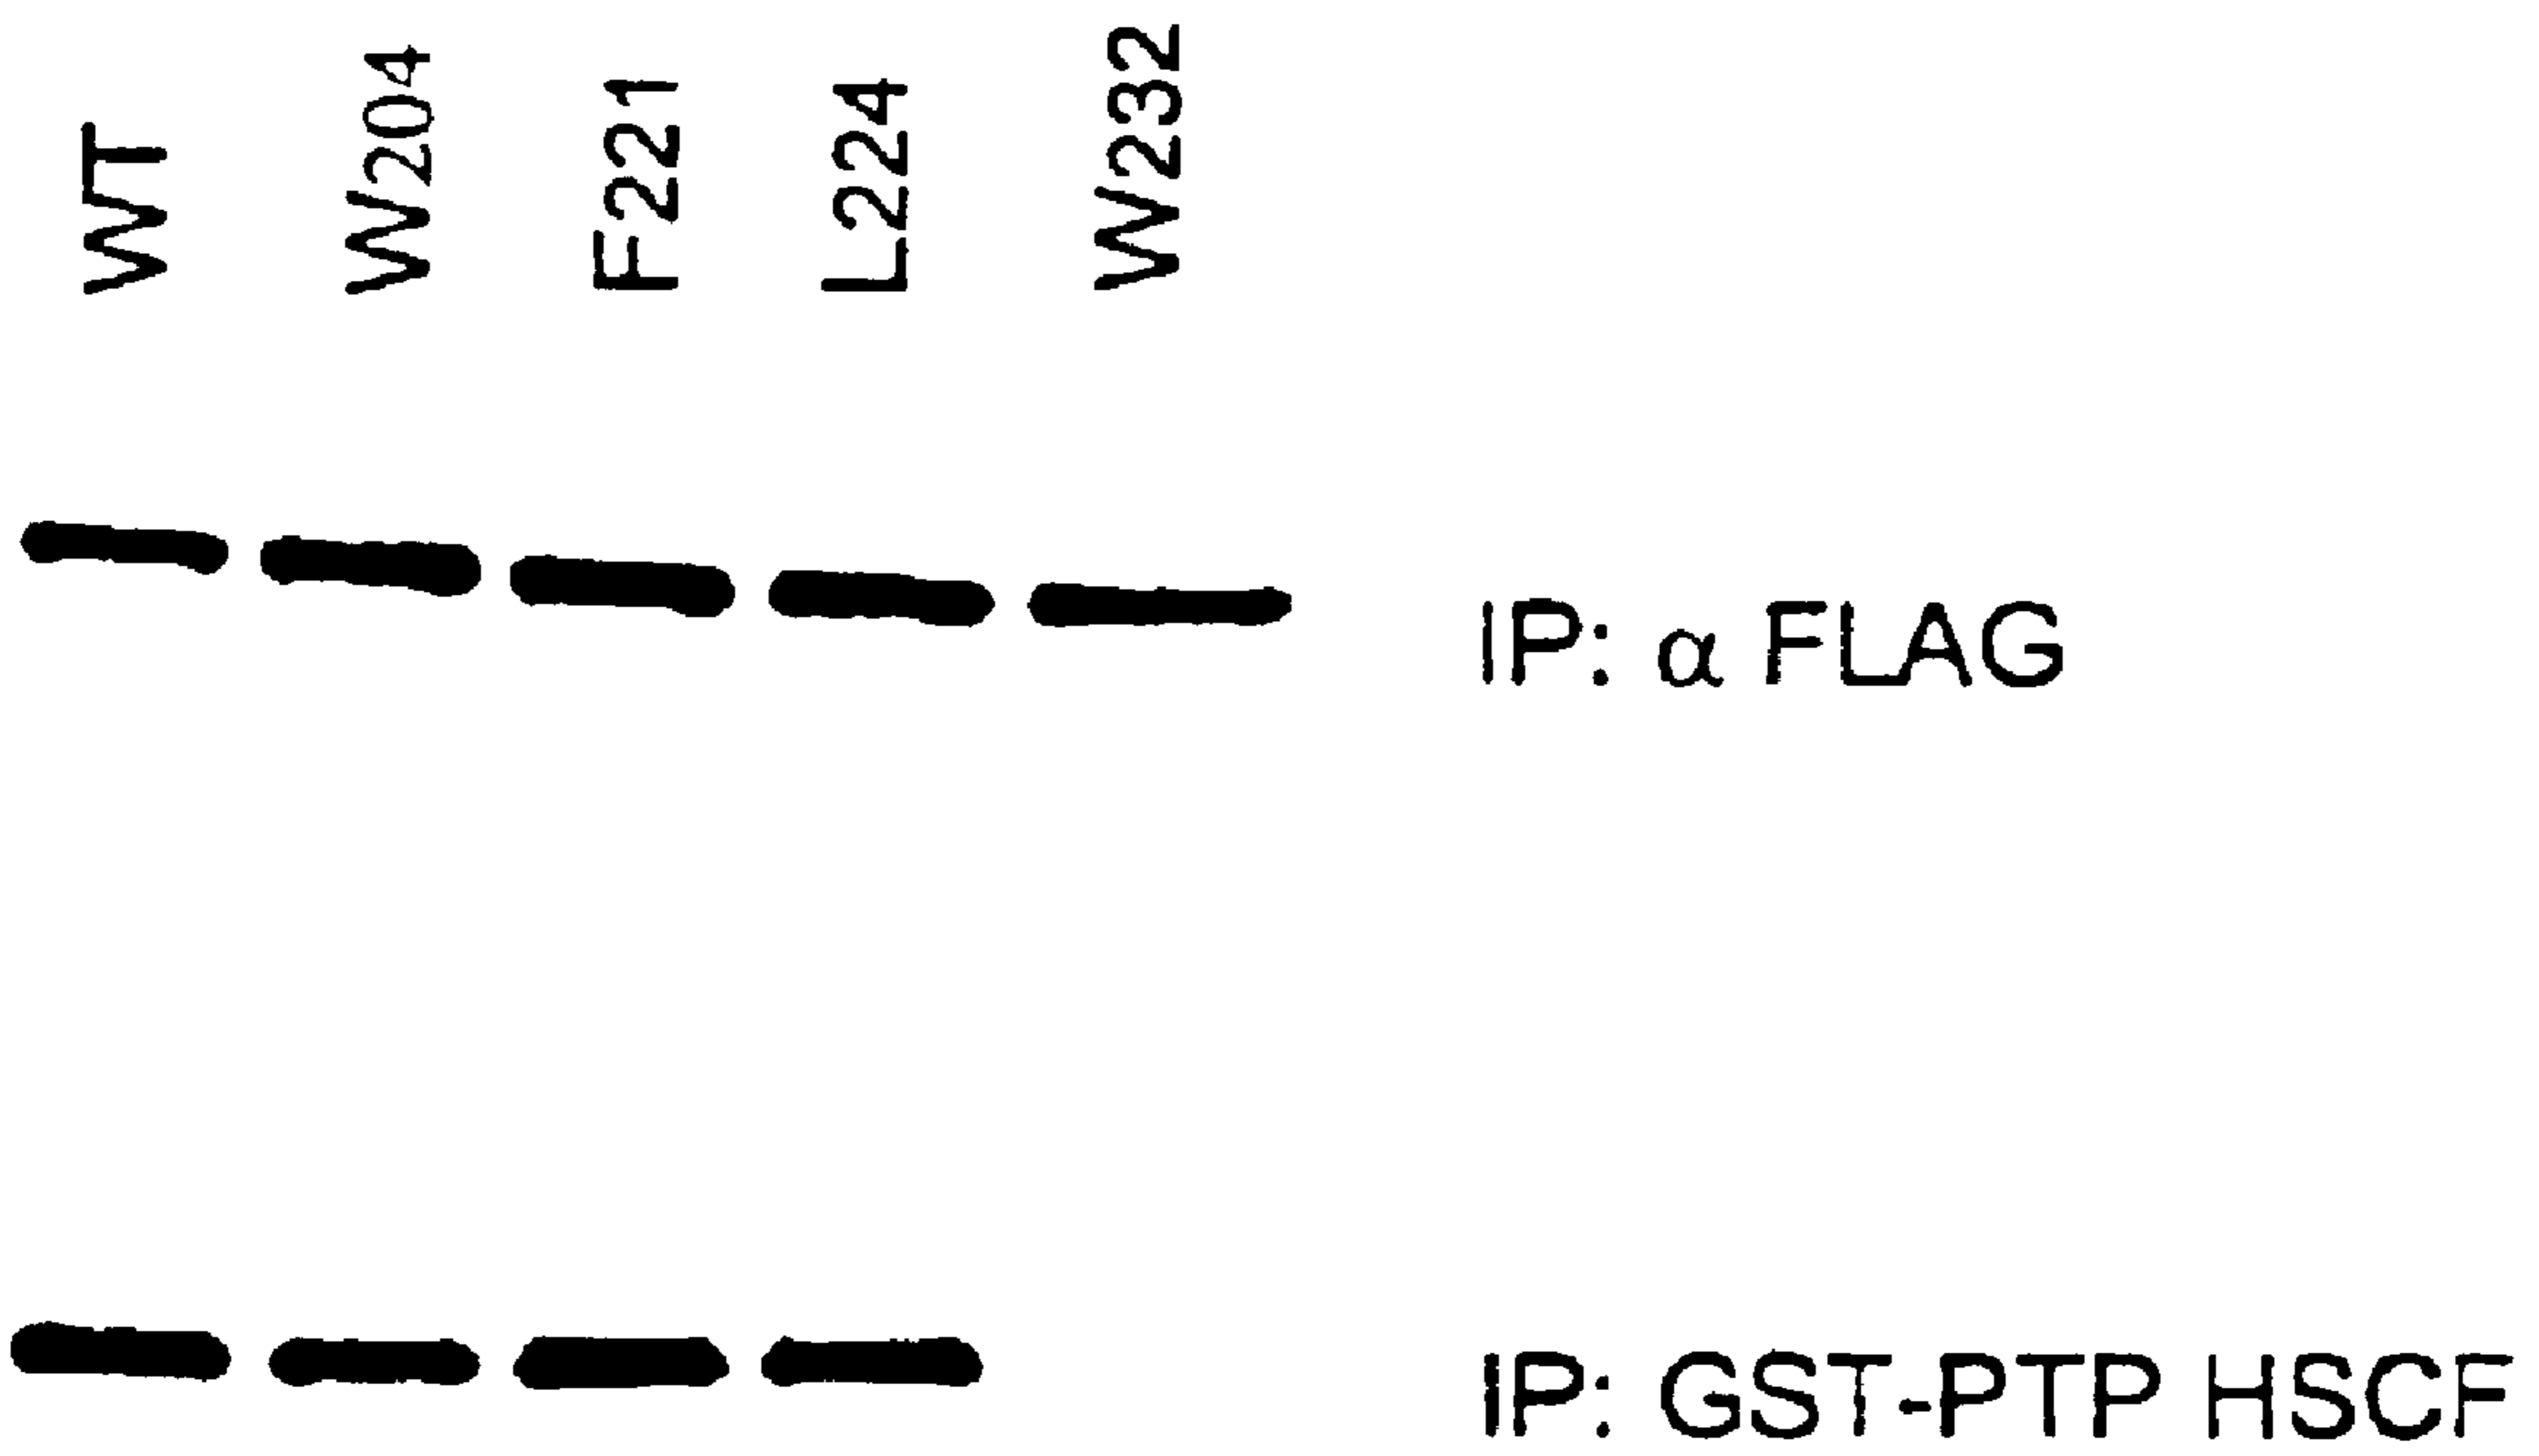 WT
W204
F221
L224
W232
IP: α FLAG
IP: GST-PTP HSCF